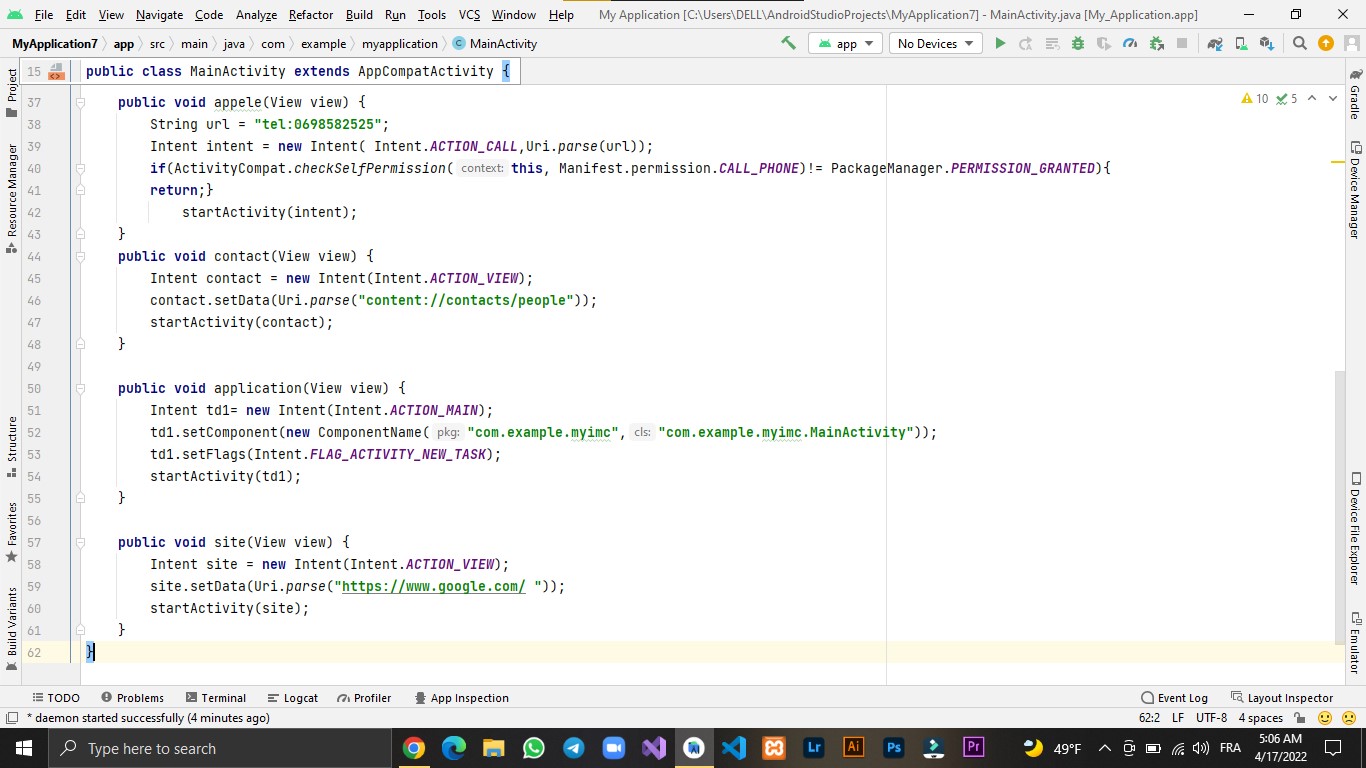 File Edit View Navigate Code Analyze Refactor Build Run Tools VCS Window Help My Application [C:\Users\DELL\AndroidStudioProjects\MyApplication7] - MainActivity.java [My_Application.app]
MyApplication7 app src main java com example myapplication C MainActivity app No Devices
15 public class MainActivity extends AppCompatActivity {
10 5
37 public void appele(View view) {
38 String url = "tel:0698582525";
39 Intent intent = new Intent( Intent.ACTION_CALL,Uri.parse(url));
40 if(ActivityCompat.checkSelfPermission( context: this, Manifest.permission.CALL_PHONE)!= PackageManager.PERMISSION_GRANTED){
41 return;}
42 startActivity(intent);
43 }
44 public void contact(View view) {
45 Intent contact = new Intent(Intent.ACTION_VIEW);
46 contact.setData(Uri.parse("content://contacts/people"));
47 startActivity(contact);
48 }
49
50 public void application(View view) {
51 Intent td1= new Intent(Intent.ACTION_MAIN);
52 td1.setComponent(new ComponentName( pkg: "com.example.myimc", cls: "com.example.myimc.MainActivity"));
53 td1.setFlags(Intent.FLAG_ACTIVITY_NEW_TASK);
54 startActivity(td1);
55 }
56
57 public void site(View view) {
58 Intent site = new Intent(Intent.ACTION_VIEW);
59 site.setData(Uri.parse("https://www.google.com/ "));
60 startActivity(site);
61 }
62 }
Project
Resource Manager
Structure
Favorites
Build Variants
Gradle
Device Manager
Device File Explorer
Emulator
TODO Problems Terminal Logcat Profiler App Inspection Event Log Layout Inspector
* daemon started successfully (4 minutes ago) 62:2 LF UTF-8 4 spaces
Type here to search Lr Ai Ps Pr 49°F FRA 5:06 AM
4/17/2022